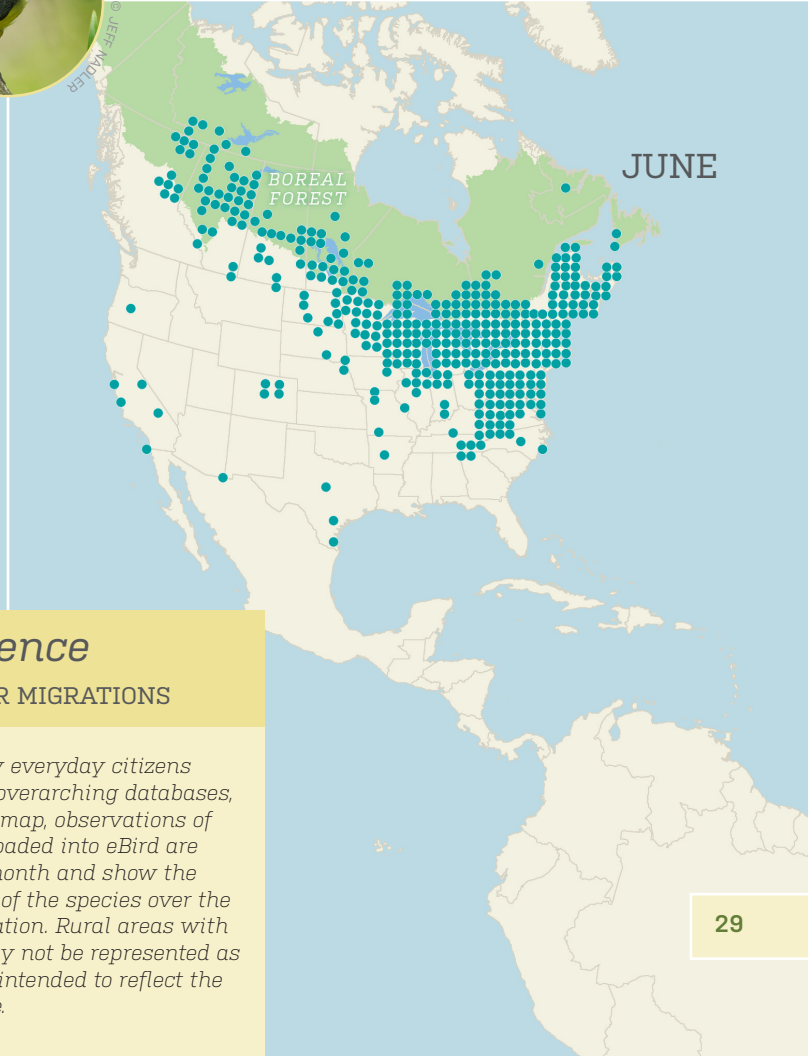 © JEFF NADLER
JUNE
BOREAL
FOREST
ence
R MIGRATIONS
y everyday citizens
overarching databases,
map, observations of
oaded into eBird are
onth and show the
of the species over the
ation. Rural areas with
y not be represented as
intended to reflect the
e.
29